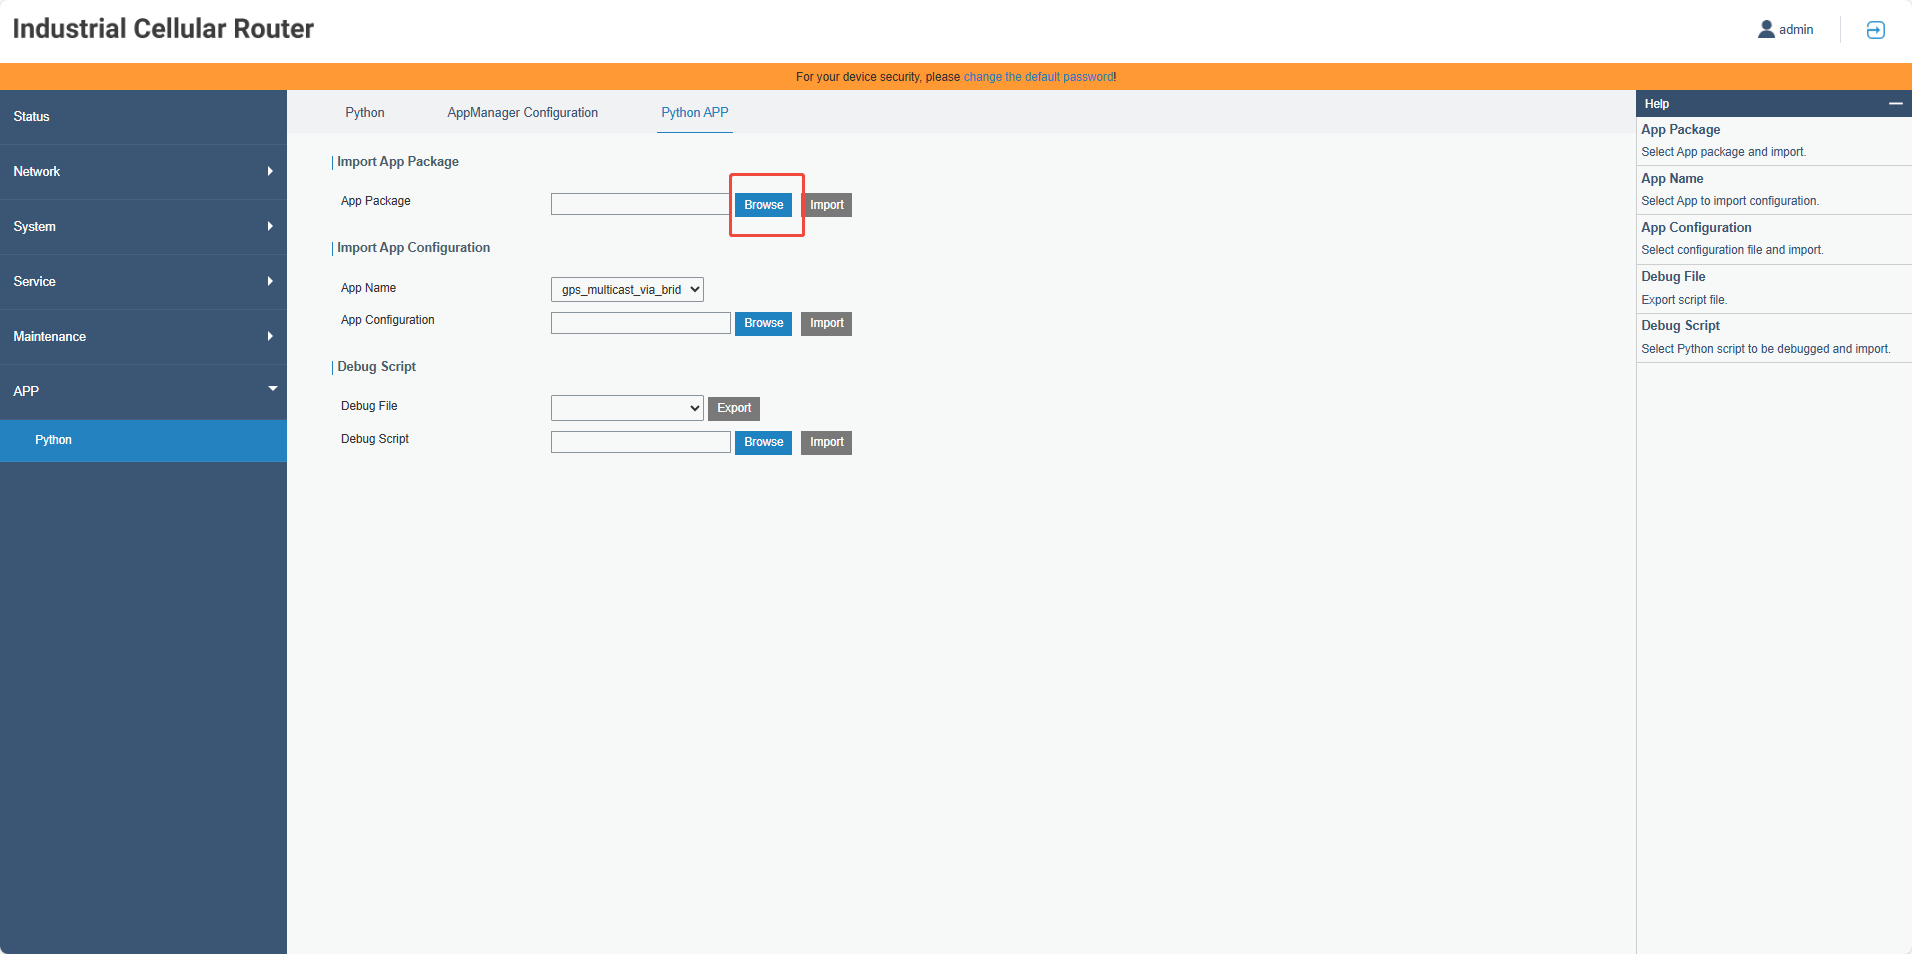 Industrial Cellular Router
admin
For your device security, please change the default password!
Status
Network
System
Service
Maintenance
APP
Python
Python AppManager Configuration Python APP
Import App Package
App Package Browse Import
Import App Configuration
App Name gps_multicast_via_brid
App Configuration Browse Import
Debug Script
Debug File Export
Debug Script Browse Import
Help
App Package
Select App package and import.
App Name
Select App to import configuration.
App Configuration
Select configuration file and import.
Debug File
Export script file.
Debug Script
Select Python script to be debugged and import.